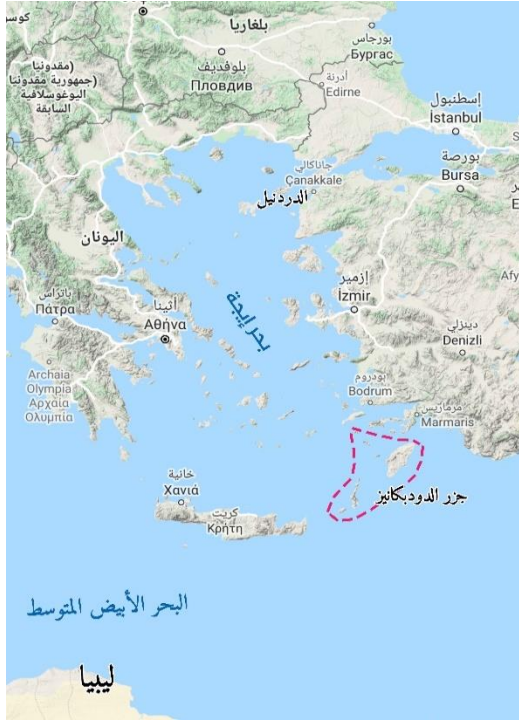 كوسو
بلغاريا
بورجاس
Бургас
بلوفديف
Пловдив
(مقدونيا
(جمهورية مقدونيا
اليوغوسلافية
السابقة
أدرنة
Edirne
إسطنبول
İstanbul
جاناكالي
Çanakkale
بورصة
Bursa
الدردنيل
اليونان
إزمير
İzmir
Afy
باتراس
Πάτρα
أثينا
Αθήνα
بحر إيجة
دينزلي
Denizli
Archaia
Olympia
Αρχαία
Ολυμπία
بودروم
Bodrum
مرماريس
Marmaris
خانية
Χανιά
كريت
Κρήτη
جزر الدوديكانيز
البحر الأبيض المتوسط
ليبيا